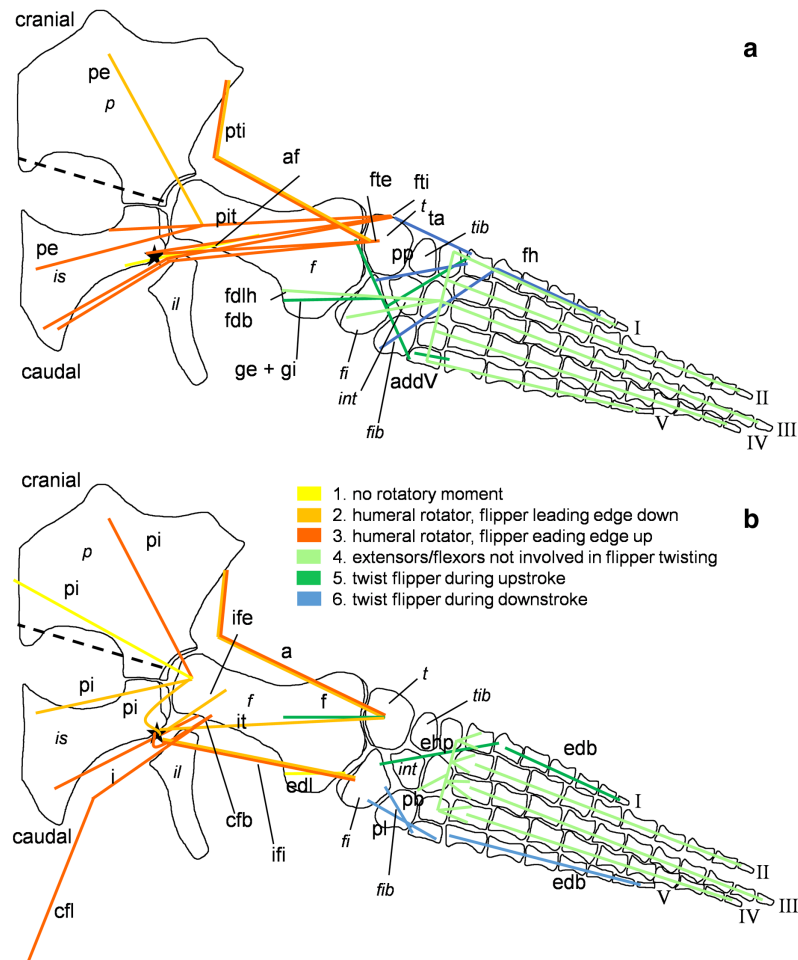 cranial
a
pe
p
pti
af
fte
fti
t
ta
pit
tib
pp
fh
pe
is
f
il
fdlh
fdb
I
caudal
ge + gi
fi
int
addV
fib
II
V
III
IV
cranial
1. no rotatory moment
b
2. humeral rotator, flipper leading edge down
3. humeral rotator, flipper eading edge up
4. extensors/flexors not involved in flipper twisting
5. twist flipper during upstroke
6. twist flipper during downstroke
pi
p
pi
ife
a
t
pi
f
f
tib
pi
it
is
ehp
edb
int
i
il
edl
pb
I
caudal
cfb
fi
pl
ifi
fib
II
edb
V
III
cfl
IV